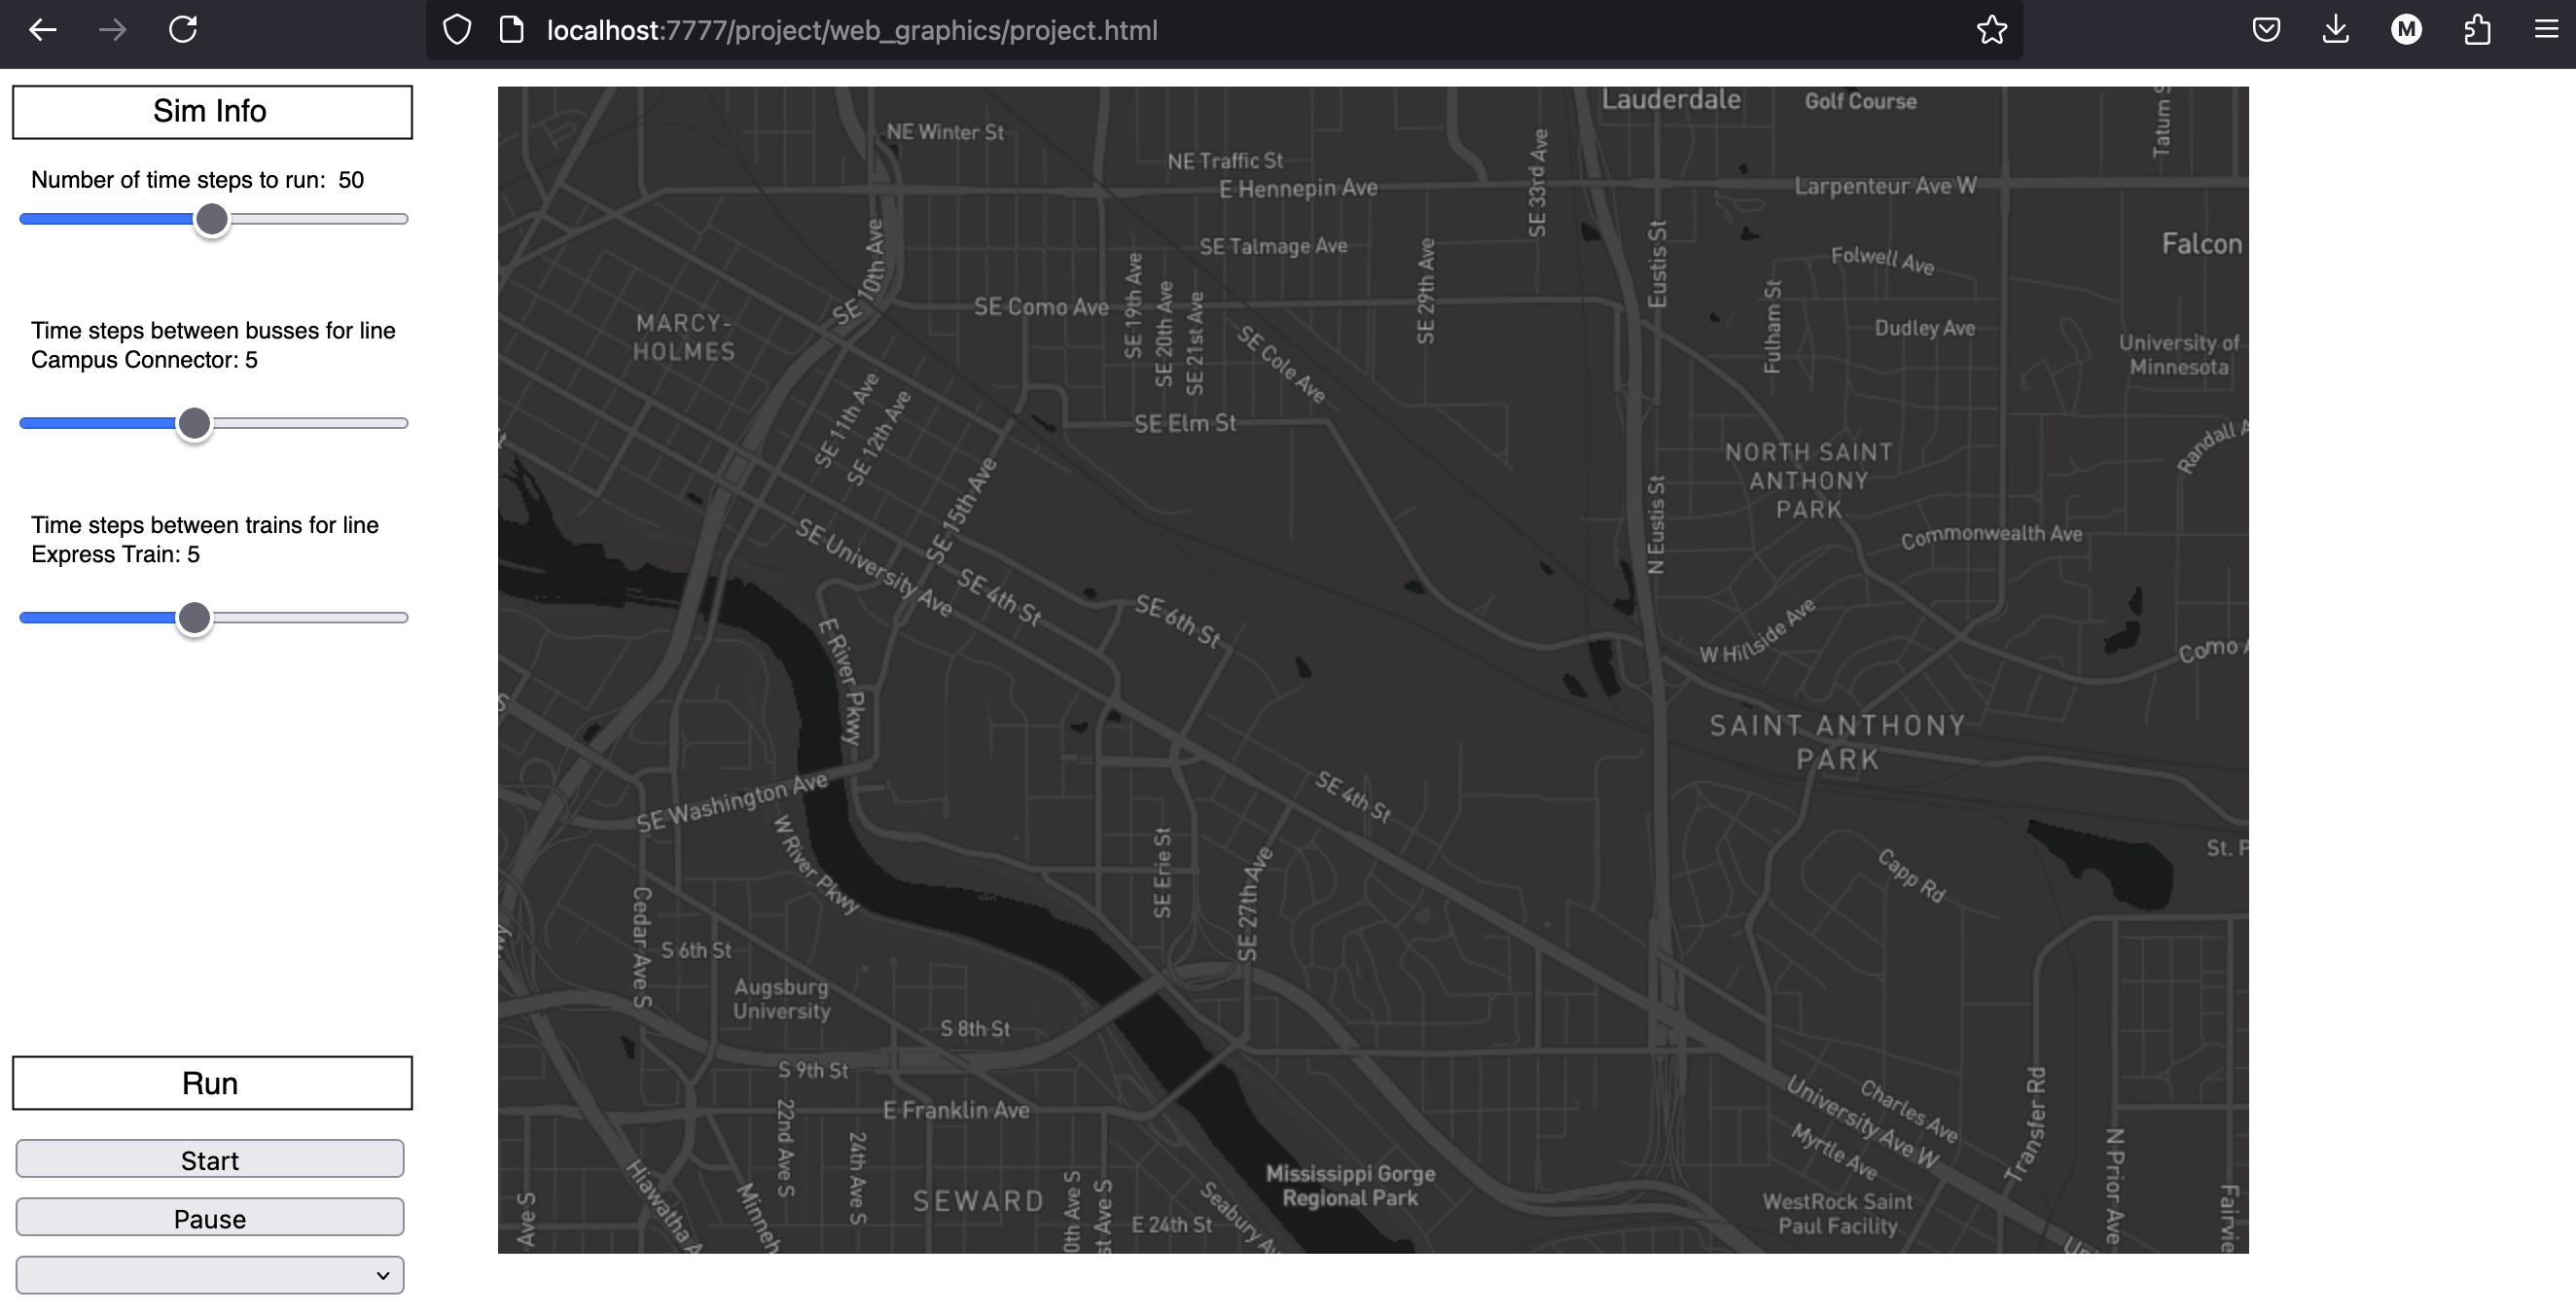 localhost:7777/project/web_graphics/project.html
M
Sim Info
Number of time steps to run: 50
Time steps between busses for line
Campus Connector: 5
Time steps between trains for line
Express Train: 5
Run
Start
Pause
Lauderdale
Golf Course
NE Winter St
NE Traffic St
E Hennepin Ave
SE 33rd Ave
Larpenteur Ave W
SE Talmage Ave
Eustis St
Falcon
Folwell Ave
SE 10th Ave
SE Como Ave
SE 19th Ave
SE 20th Ave
SE 21st Ave
SE 29th Ave
SE Cole Ave
Fulham St
Dudley Ave
MARCY-
HOLMES
University of
Minnesota
SE 11th Ave
SE 12th Ave
SE Elm St
Randall A
NORTH SAINT
ANTHONY
PARK
SE 15th Ave
N Eustis St
Commonwealth Ave
SE University Ave
SE 4th St
SE 6th St
E River Pkwy
W Hillside Ave
Como A
SAINT ANTHONY
PARK
SE Washington Ave
SE 4th St
W River Pkwy
SE Erie St
SE 27th Ave
Capp Rd
St. P
Cedar Ave S
S 6th St
Augsburg
University
S 8th St
S 9th St
E Franklin Ave
22nd Ave S
24th Ave S
Hiawatha A
Minneh
SEWARD
Ave S
0th Ave S
st Ave S
E 24th St
Seabury Av
Mississippi Gorge
Regional Park
University Ave W
Charles Ave
Myrtle Ave
Transfer Rd
N Prior Ave
WestRock Saint
Paul Facility
Fairvie
Un